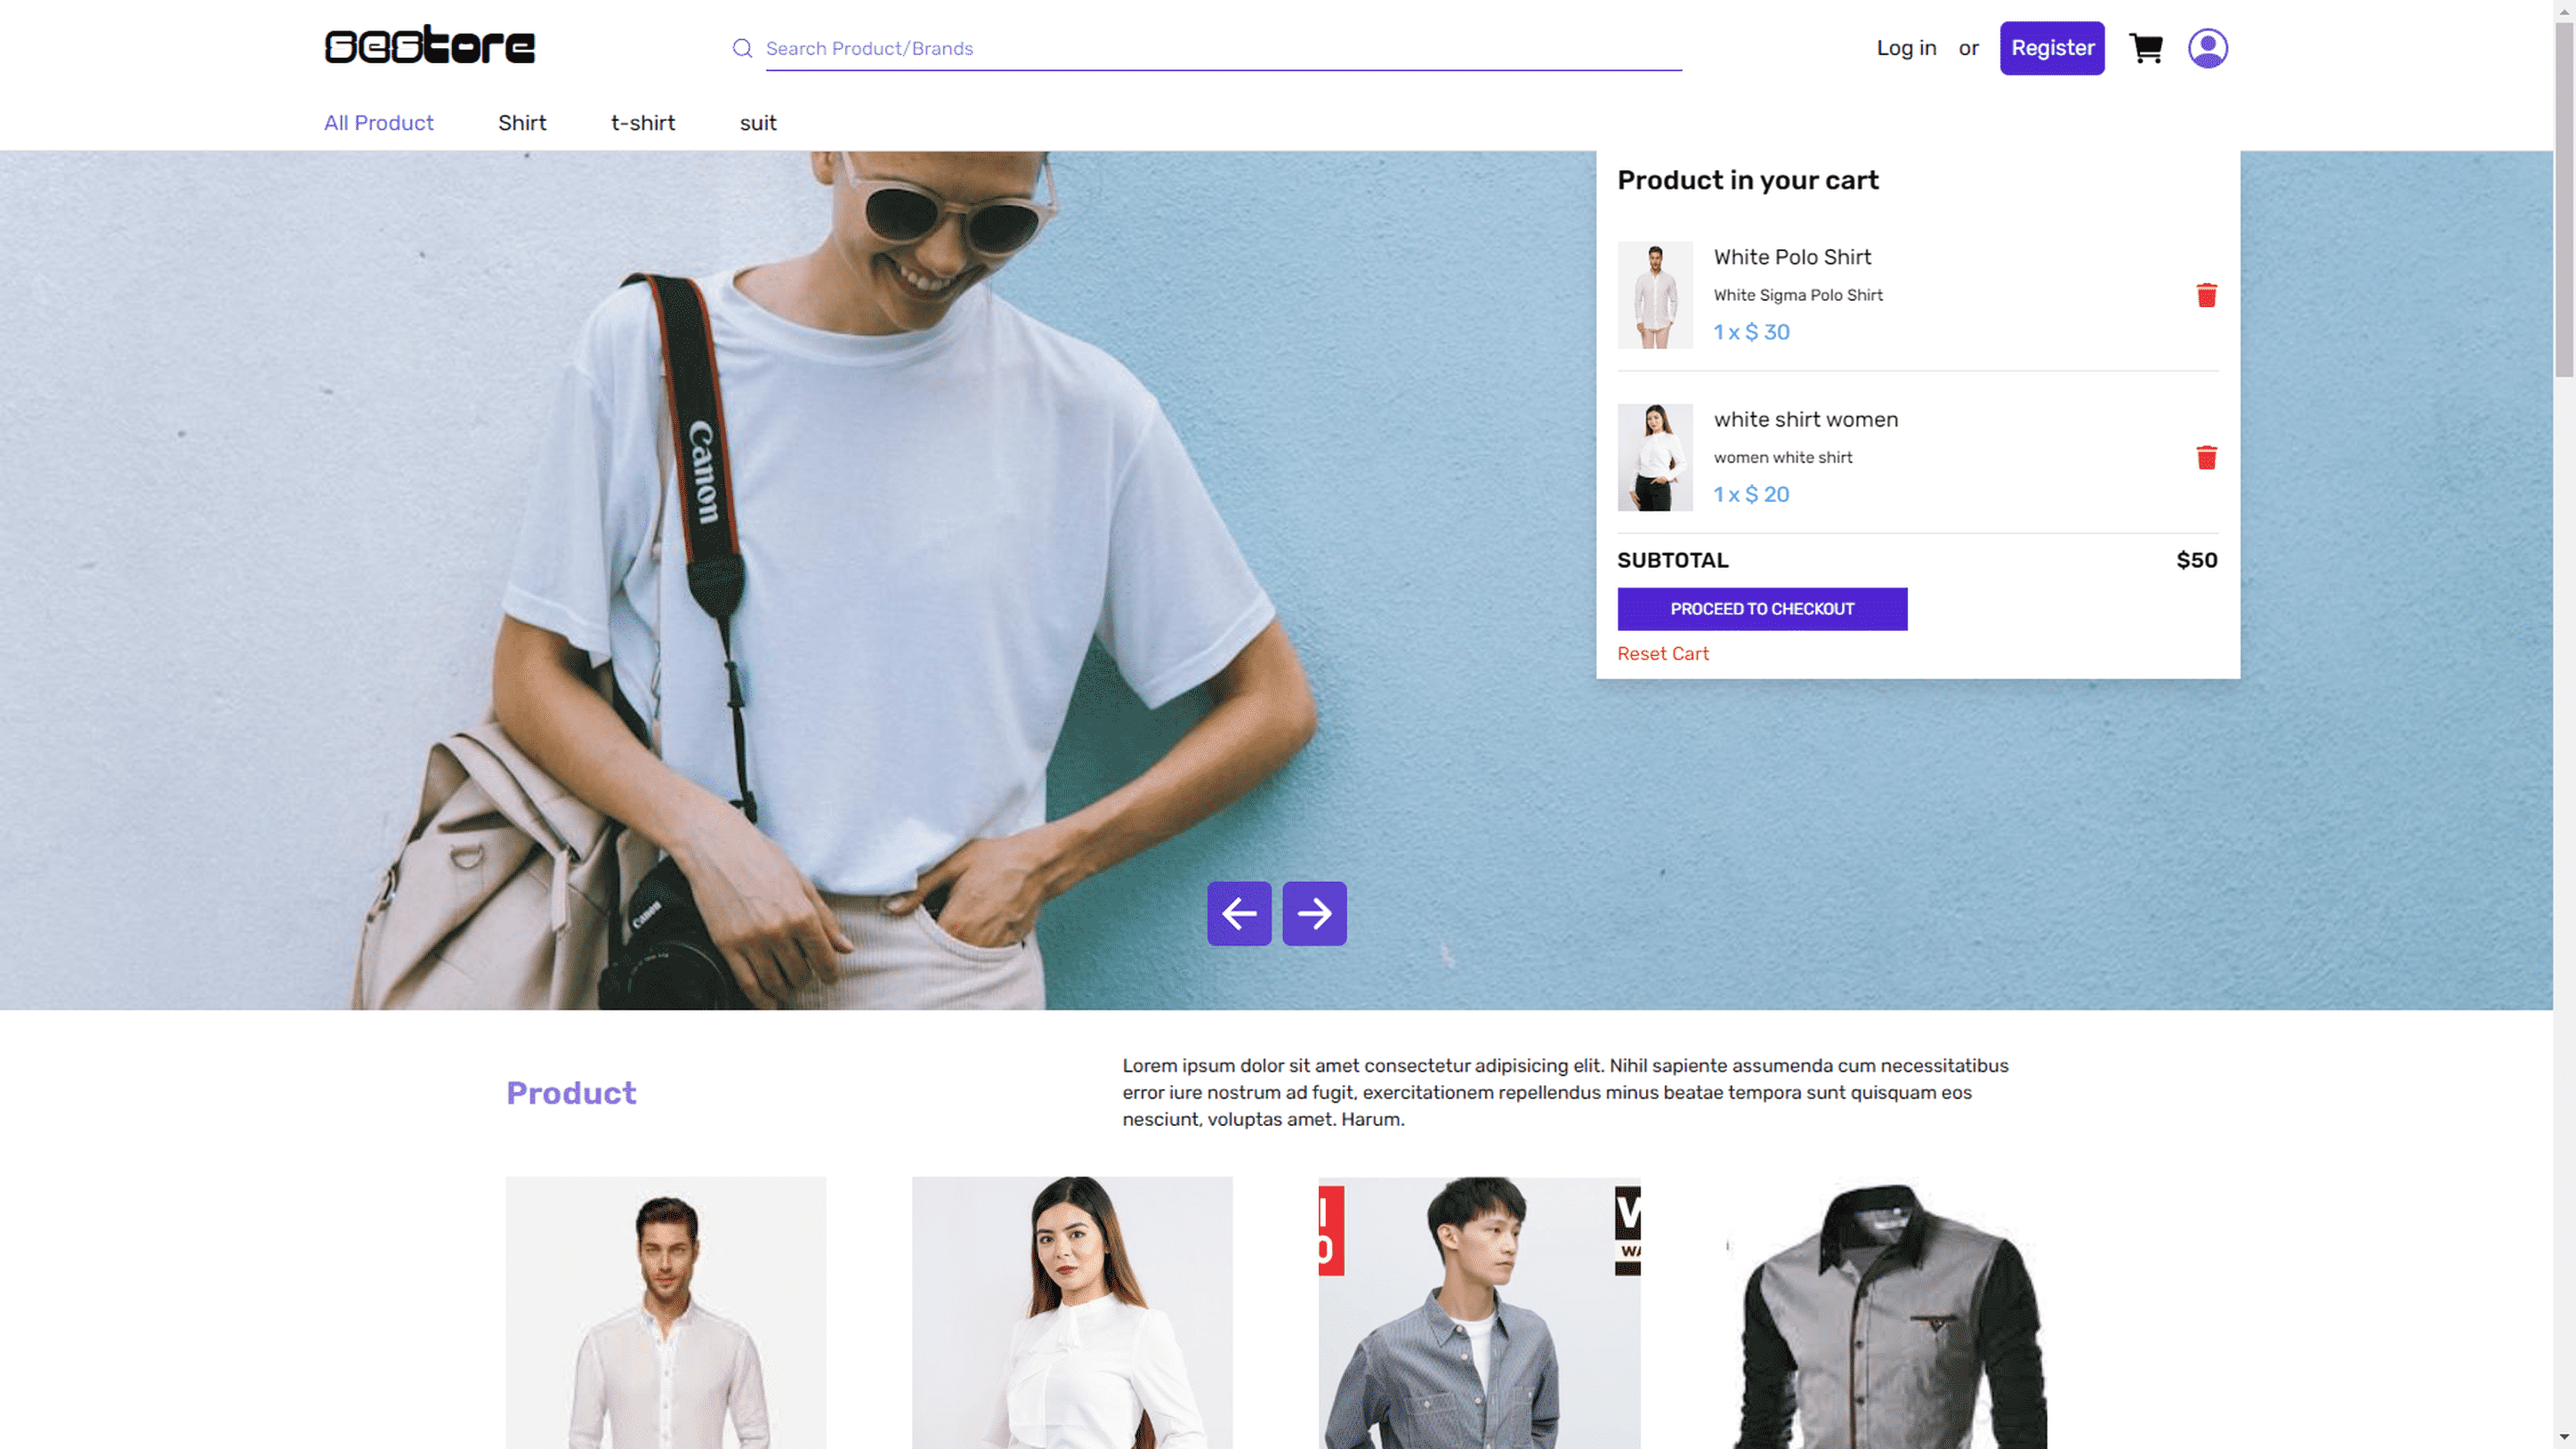 sestore
Search Product/Brands
Log in or Register
All Product Shirt t-shirt suit
Product in your cart
White Polo Shirt
White Sigma Polo Shirt
1 x $ 30
white shirt women
women white shirt
1 x $ 20
SUBTOTAL $50
PROCEED TO CHECKOUT
Reset Cart
Canon
Canon
Product
Lorem ipsum dolor sit amet consectetur adipisicing elit. Nihil sapiente assumenda cum necessitatibus
error iure nostrum ad fugit, exercitationem repellendus minus beatae tempora sunt quisquam eos
nesciunt, voluptas amet. Harum.